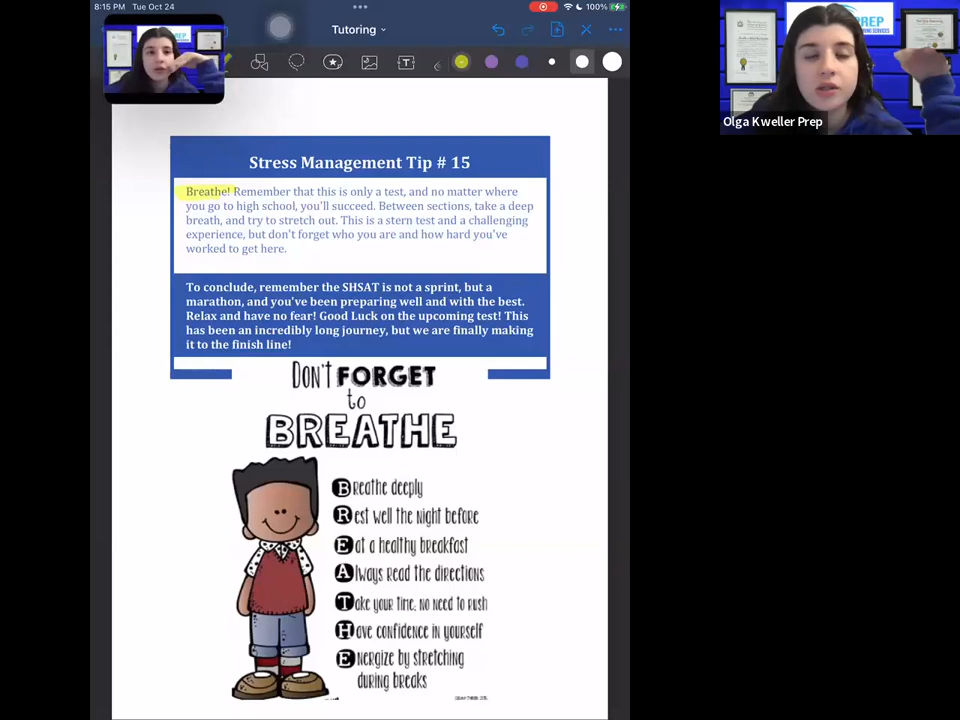 8:15 PM Tue Oct 24
100%
Tutoring
PREP
Olga Kweller Prep
Stress Management Tip # 15
Breathe! Remember that this is only a test, and no matter where
you go to high school, you'll succeed. Between sections, take a deep
breath, and try to stretch out. This is a stern test and a challenging
experience, but don't forget who you are and how hard you've
worked to get here.
To conclude, remember the SHSAT is not a sprint, but a
marathon, and you've been preparing well and with the best.
Relax and have no fear! Good Luck on the upcoming test! This
has been an incredibly long journey, but we are finally making
it to the finish line!
DON'T FORGET
to
BREATHE
Breathe deeply
Rest well the night before
Eat a healthy breakfast
Always read the directions
Take your time; no need to rush
Have confidence in yourself
Energize by stretching
during breaks